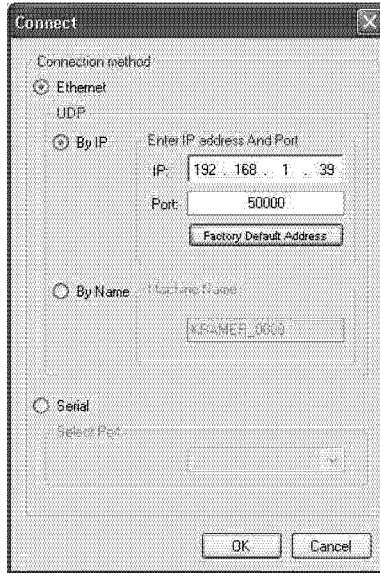 Connect
Connection method
Ethernet
UDP
By IP
Enter IP address And Port
IP:
192 . 168 . 1 . 39
Port:
50000
Factory Default Address
By Name
Machine Name
KRAMER_0000
Serial
Select Port
OK
Cancel